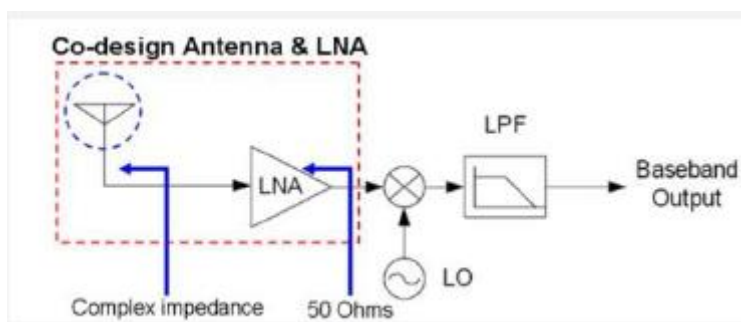 Co-design Antenna & LNA
LPF
LNA
Baseband
Output
LO
Complex impedance
50 Ohms